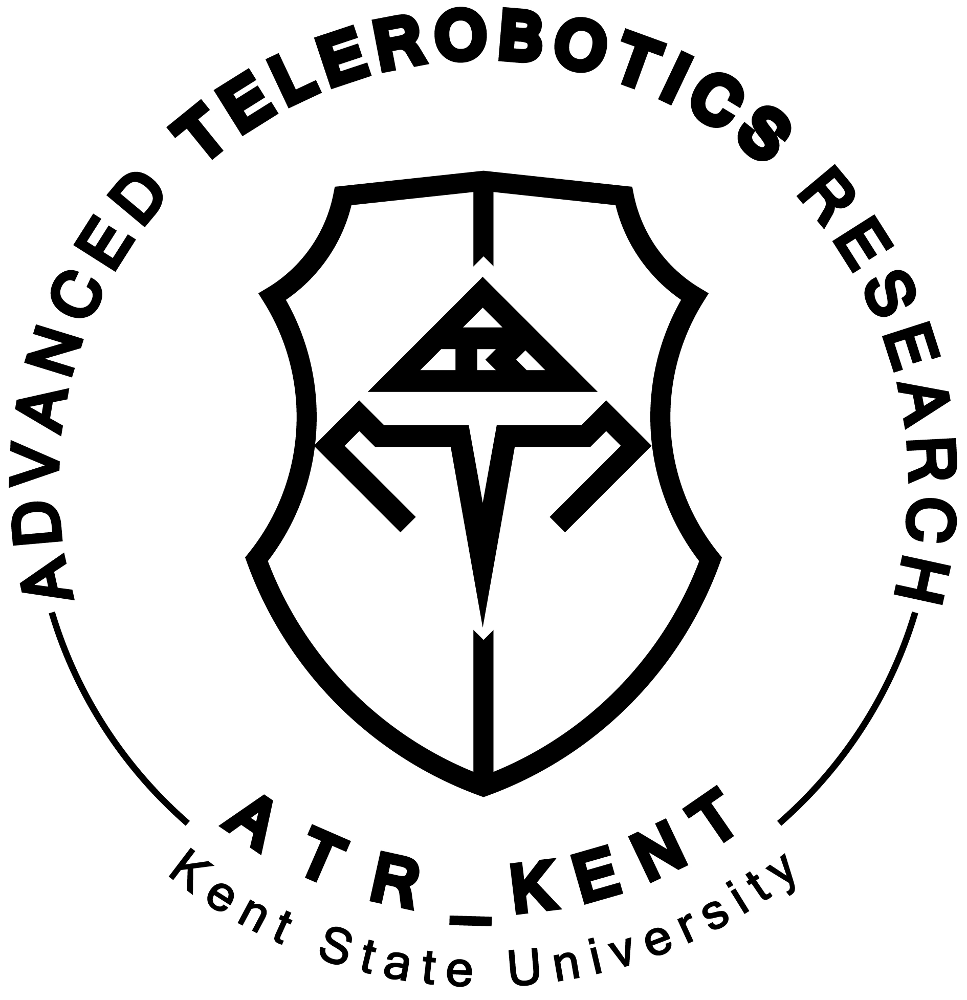 ADVANCED TELEROBOTICS RESEARCH
ATR_KENT
Kent State University